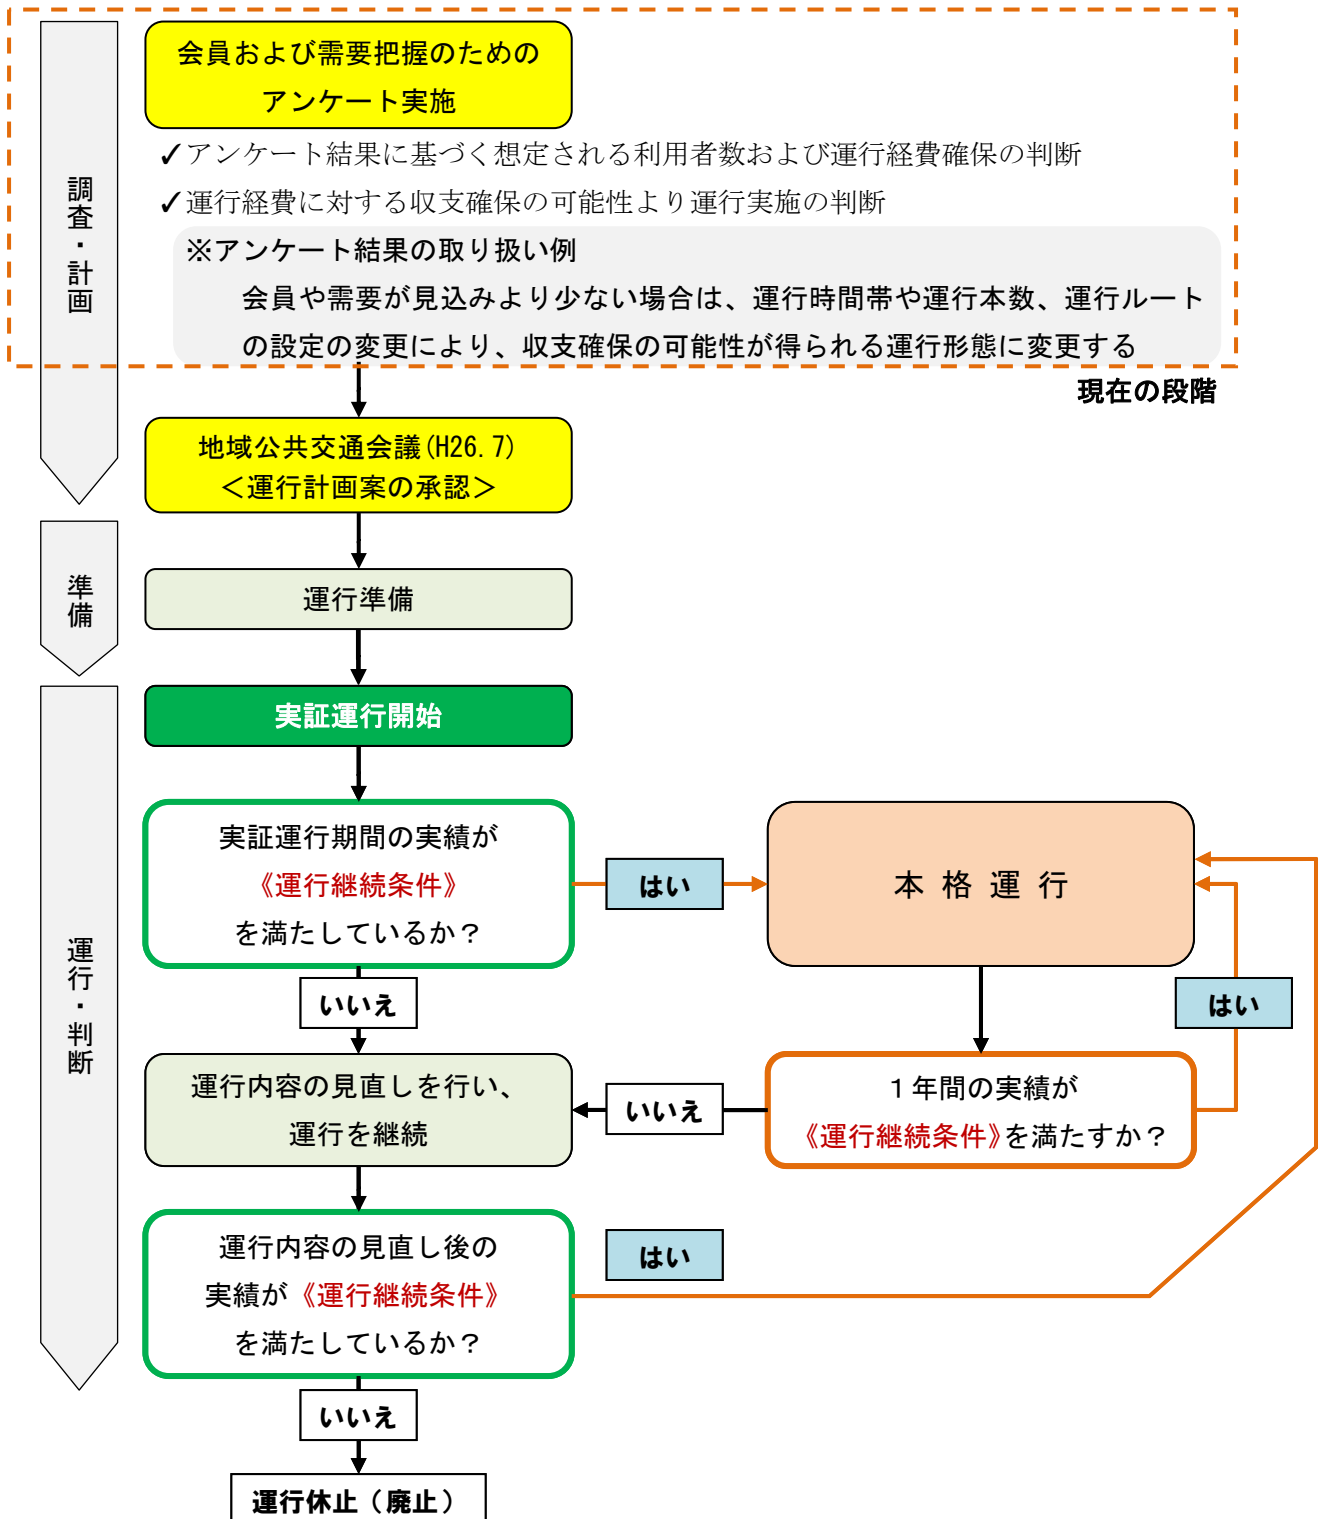 会員および需要把握のための
アンケート実施
✓アンケート結果に基づく想定される利用者数および運行経費確保の判断
✓運行経費に対する収支確保の可能性より運行実施の判断
※アンケート結果の取り扱い例
会員や需要が見込みより少ない場合は、運行時間帯や運行本数、運行ルート
の設定の変更により、収支確保の可能性が得られる運行形態に変更する
調査・計画
現在の段階
地域公共交通会議(H26.7)
＜運行計画案の承認＞
準備
運行準備
実証運行開始
運行・判断
実証運行期間の実績が
《運行継続条件》
を満たしているか？
はい
本格運行
いいえ
はい
運行内容の見直しを行い、
運行を継続
いいえ
１年間の実績が
《運行継続条件》を満たすか？
運行内容の見直し後の
実績が《運行継続条件》
を満たしているか？
はい
いいえ
運行休止（廃止）